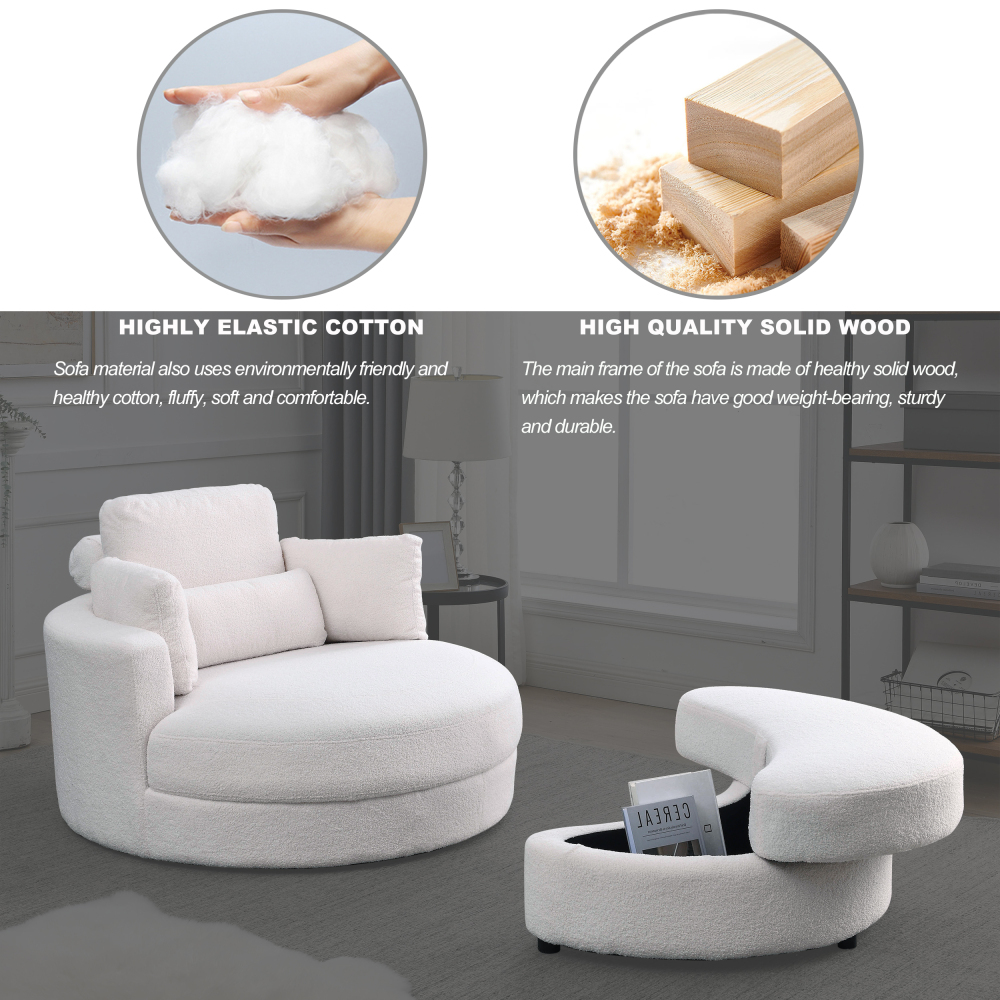 HIGHLY ELASTIC COTTON
Sofa material also uses environmentally friendly and
healthy cotton, fluffy, soft and comfortable.
HIGH QUALITY SOLID WOOD
The main frame of the sofa is made of healthy solid wood,
which makes the sofa have good weight-bearing, sturdy
and durable.
CEREAL